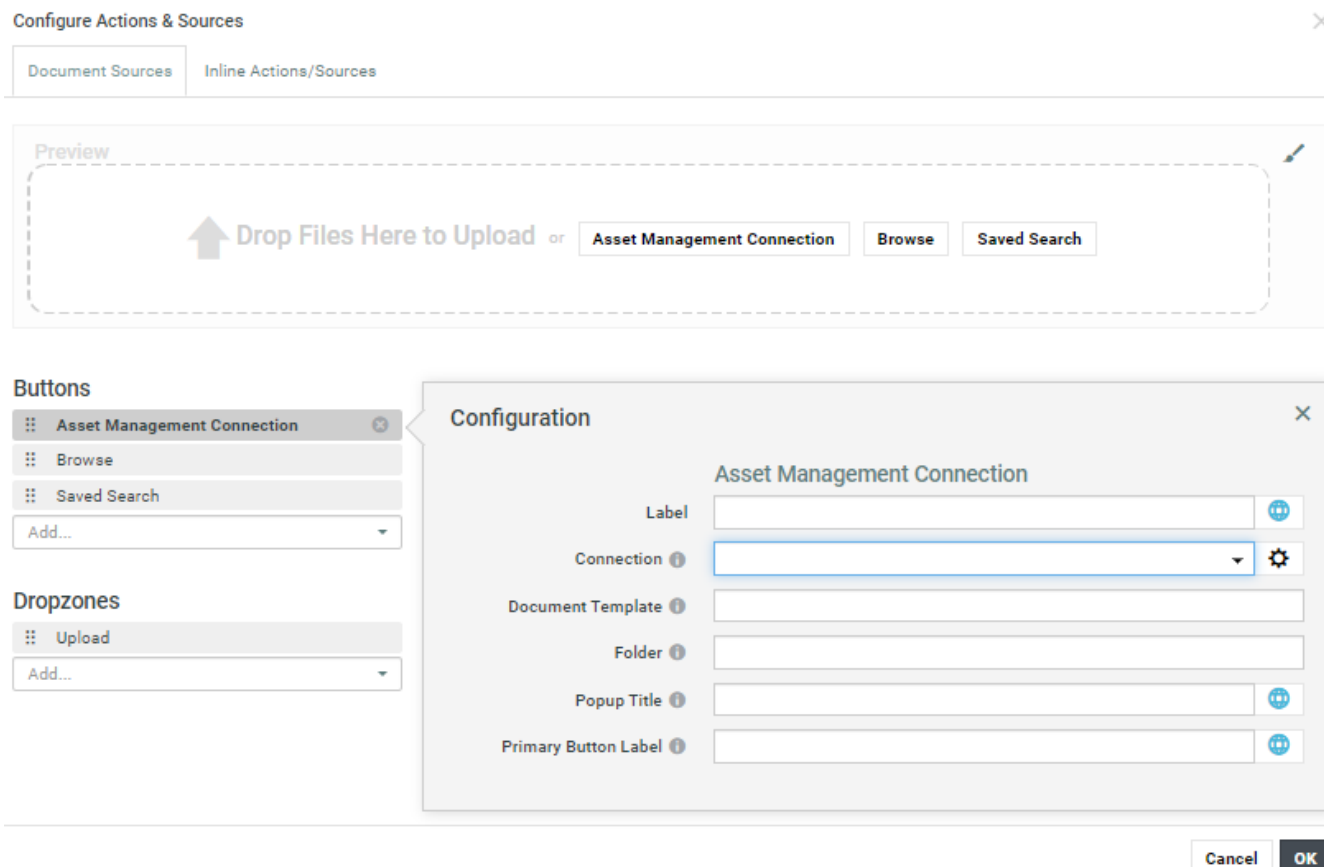 Configure Actions & Sources
Document Sources Inline Actions/Sources
Preview
Drop Files Here to Upload or Asset Management Connection Browse Saved Search
Buttons
Asset Management Connection
Browse
Saved Search
Add...
Dropzones
Upload
Add...
Configuration
Asset Management Connection
Label
Connection
Document Template
Folder
Popup Title
Primary Button Label
Cancel OK